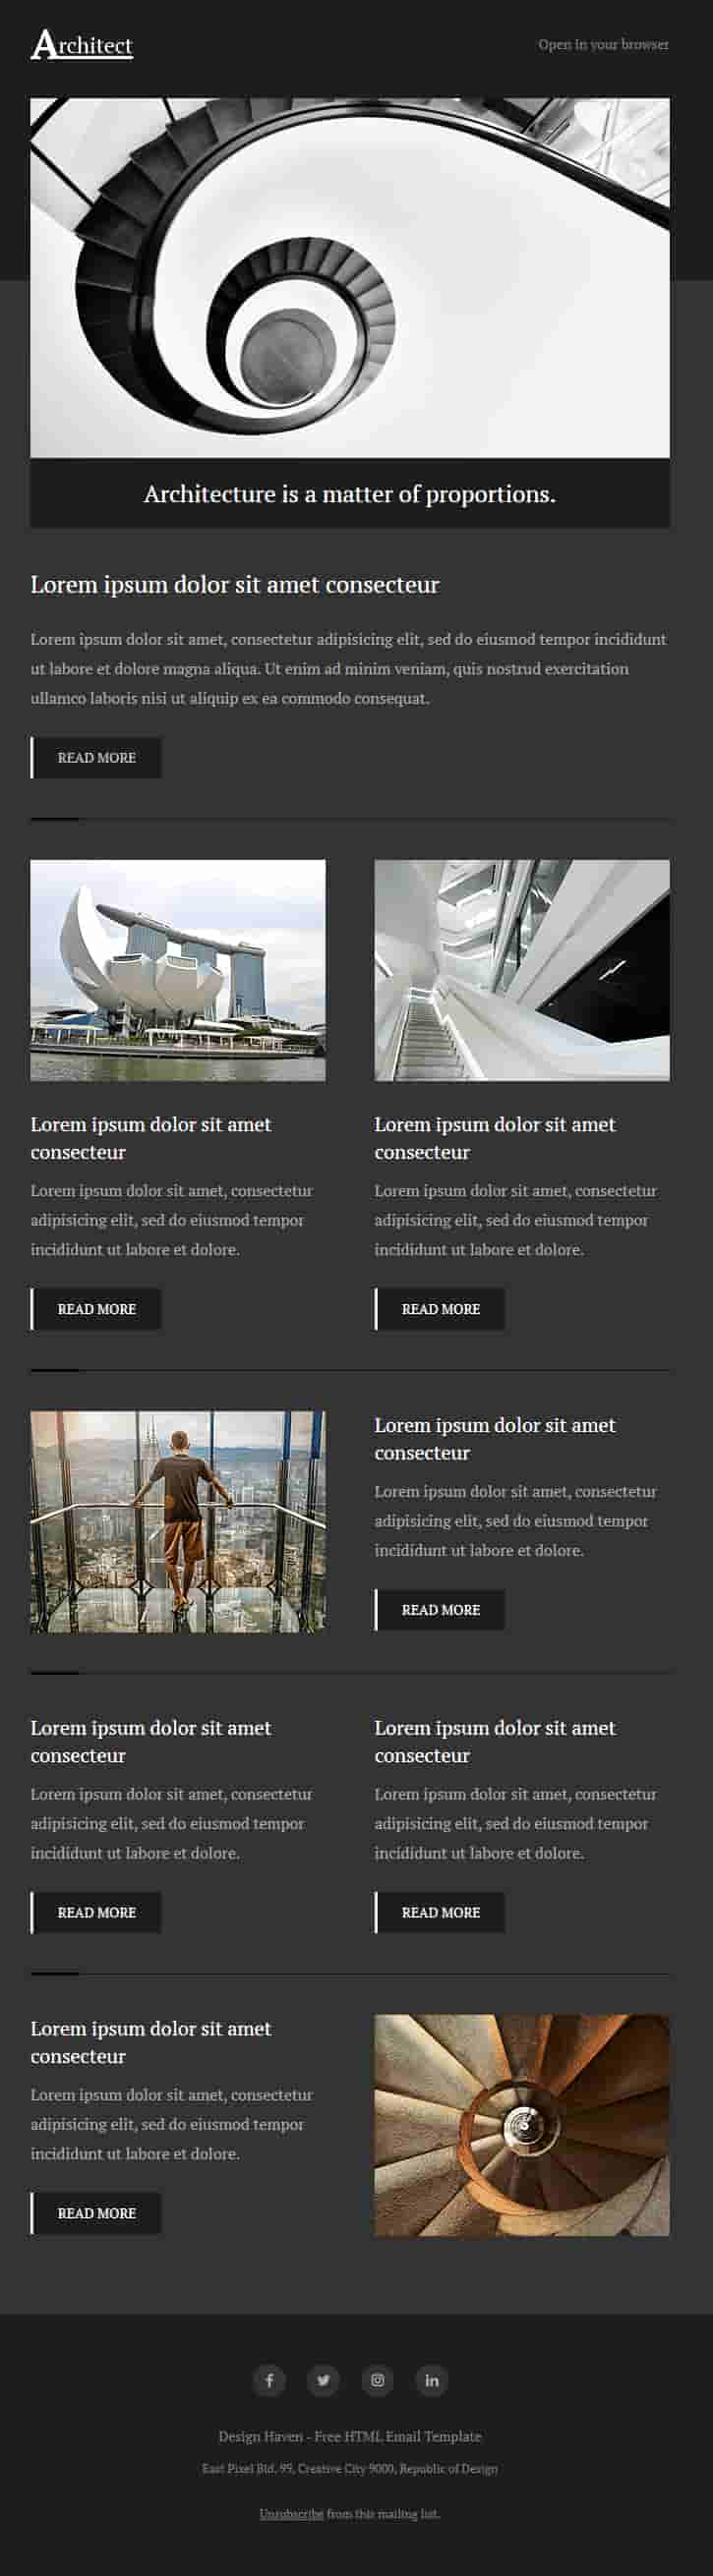 Architect
Open in your browser
Architecture is a matter of proportions.
Lorem ipsum dolor sit amet consecteur
Lorem ipsum dolor sit amet, consectetur adipisicing elit, sed do eiusmod tempor incididunt
ut labore et dolore magna aliqua. Ut enim ad minim veniam, quis nostrud exercitation
ullamco laboris nisi ut aliquip ex ea commodo consequat.
READ MORE
Lorem ipsum dolor sit amet
consecteur
Lorem ipsum dolor sit amet, consectetur
adipisicing elit, sed do eiusmod tempor
incididunt ut labore et dolore.
READ MORE
Lorem ipsum dolor sit amet
consecteur
Lorem ipsum dolor sit amet, consectetur
adipisicing elit, sed do eiusmod tempor
incididunt ut labore et dolore.
READ MORE
Lorem ipsum dolor sit amet
consecteur
Lorem ipsum dolor sit amet, consectetur
adipisicing elit, sed do eiusmod tempor
incididunt ut labore et dolore.
READ MORE
Lorem ipsum dolor sit amet
consecteur
Lorem ipsum dolor sit amet, consectetur
adipisicing elit, sed do eiusmod tempor
incididunt ut labore et dolore.
READ MORE
Lorem ipsum dolor sit amet
consecteur
Lorem ipsum dolor sit amet, consectetur
adipisicing elit, sed do eiusmod tempor
incididunt ut labore et dolore.
READ MORE
Lorem ipsum dolor sit amet
consecteur
Lorem ipsum dolor sit amet, consectetur
adipisicing elit, sed do eiusmod tempor
incididunt ut labore et dolore.
READ MORE
Design Haven - Free HTML Email Template
East Pixel Bld. 99, Creative City 9000, Republic of Design
Unsubscribe from this mailing list.